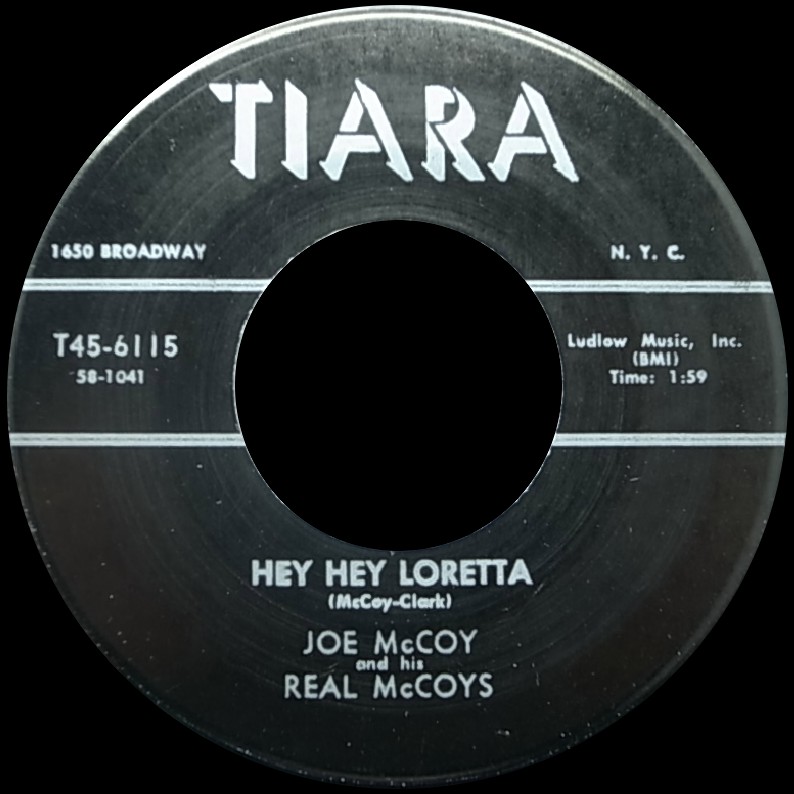 TIARA
1650 BROADWAY
N. Y. C.
T45-6115
58-1041
Ludlow Music, Inc.
(BMI)
Time: 1:59
HEY HEY LORETTA
(McCoy-Clark)
JOE McCOY
and his
REAL McCOYS